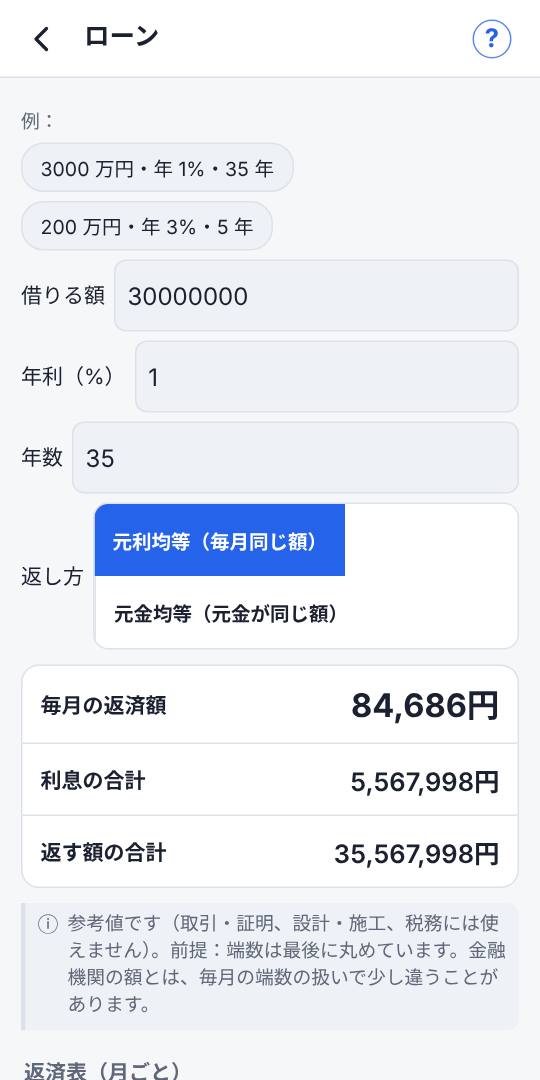 ローン
?
例：
3000 万円・年 1%・35 年
200 万円・年 3%・5 年
借りる額 30000000
年利（%） 1
年数 35
返し方
元利均等（毎月同じ額）
元金均等（元金が同じ額）
毎月の返済額 84,686円
利息の合計 5,567,998円
返す額の合計 35,567,998円
ⓘ 参考値です（取引・証明、設計・施工、税務には使
えません）。前提：端数は最後に丸めています。金融
機関の額とは、毎月の端数の扱いで少し違うことが
あります。
返済表（月ごと）